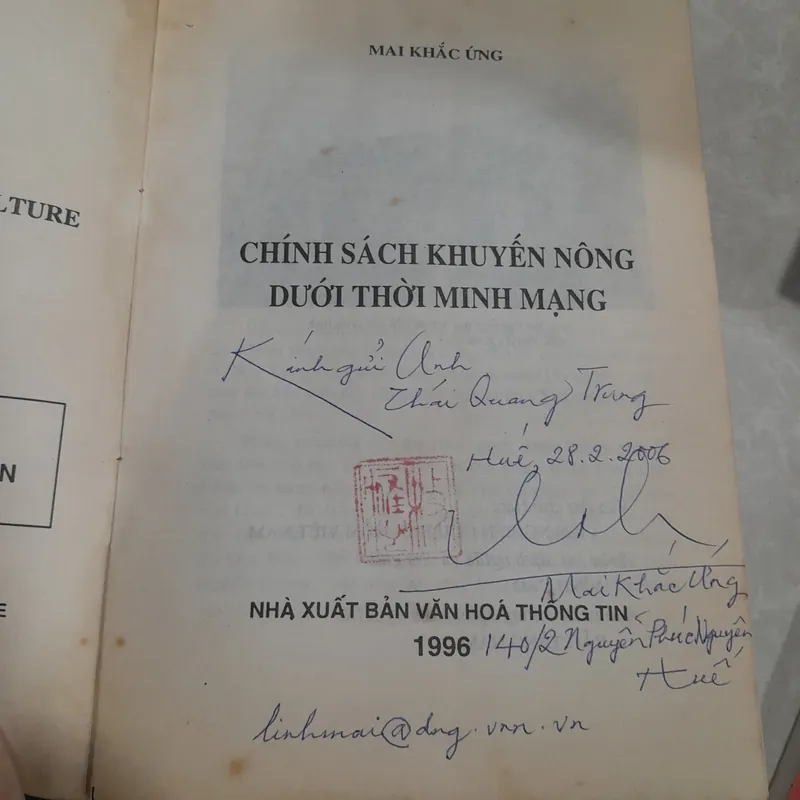 LTURE
N
E
MAI KHẮC ỨNG
CHÍNH SÁCH KHUYẾN NÔNG
DƯỚI THỜI MINH MẠNG
Kính gửi Anh
Thái Quang Trung
Huế, 28.2.2006
Mai Khắc Ứng
NHÀ XUẤT BẢN VĂN HOÁ THÔNG TIN
1996 140/2 Nguyễn Phúc Nguyên
Huế
linhmai@dng.vnn.vn